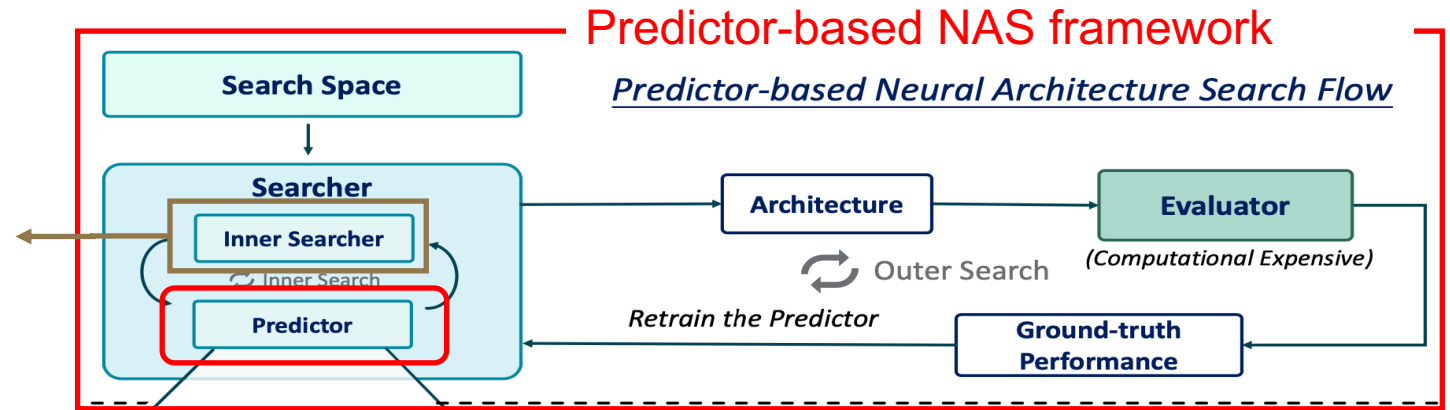 Predictor-based NAS framework
Search Space
Predictor-based Neural Architecture Search Flow
Searcher
Inner Searcher
Inner Search
Predictor
Architecture
Evaluator
(Computational Expensive)
Outer Search
Retrain the Predictor
Ground-truth
Performance